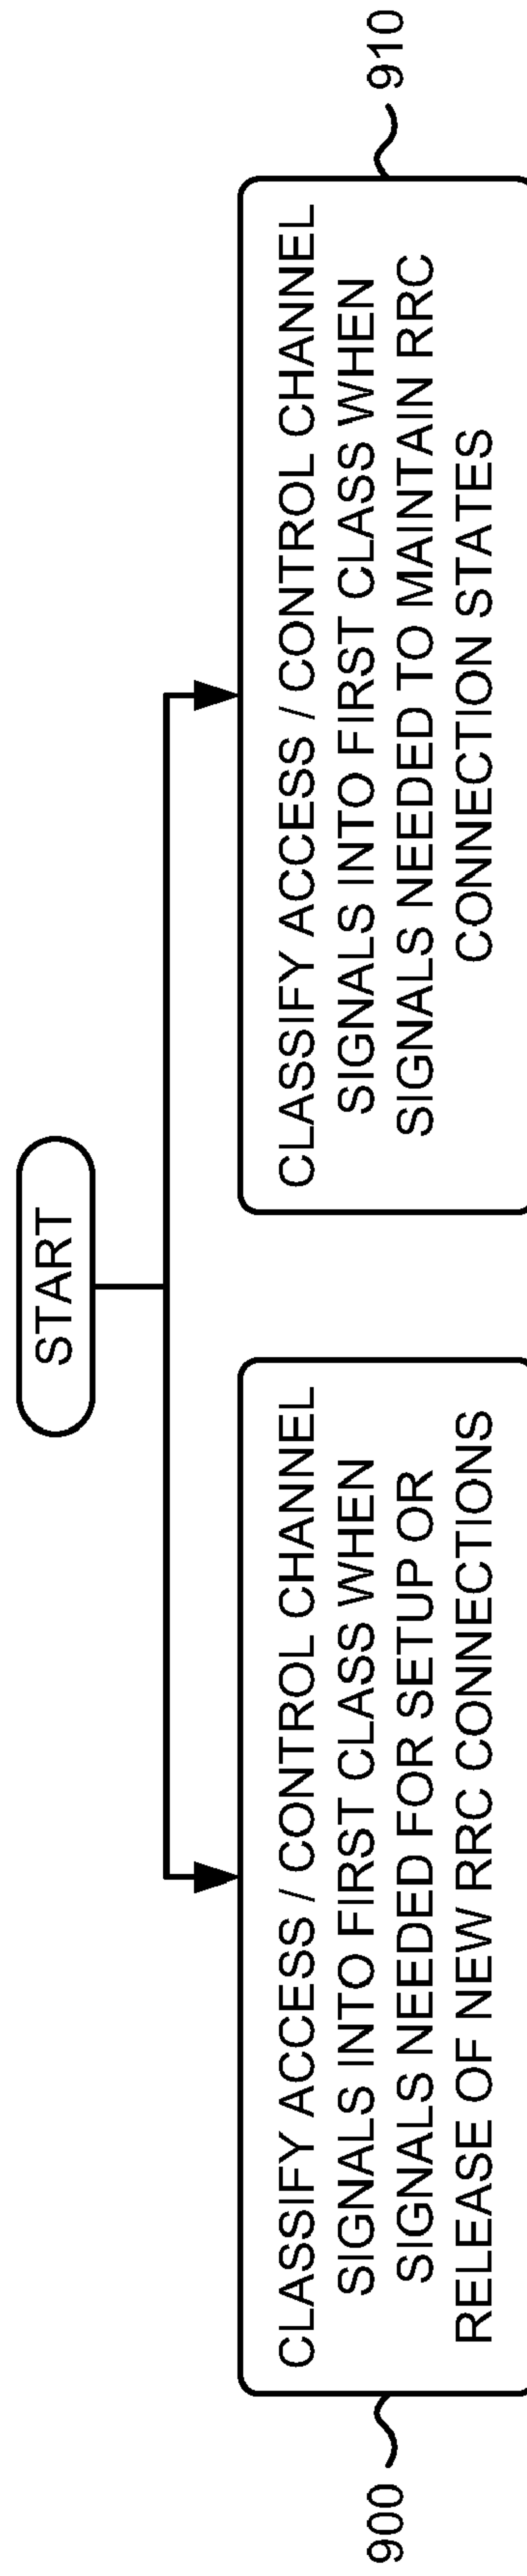 START
900
CLASSIFY ACCESS / CONTROL CHANNEL
SIGNALS INTO FIRST CLASS WHEN
SIGNALS NEEDED FOR SETUP OR
RELEASE OF NEW RRC CONNECTIONS
CLASSIFY ACCESS / CONTROL CHANNEL
SIGNALS INTO FIRST CLASS WHEN
SIGNALS NEEDED TO MAINTAIN RRC
CONNECTION STATES
910